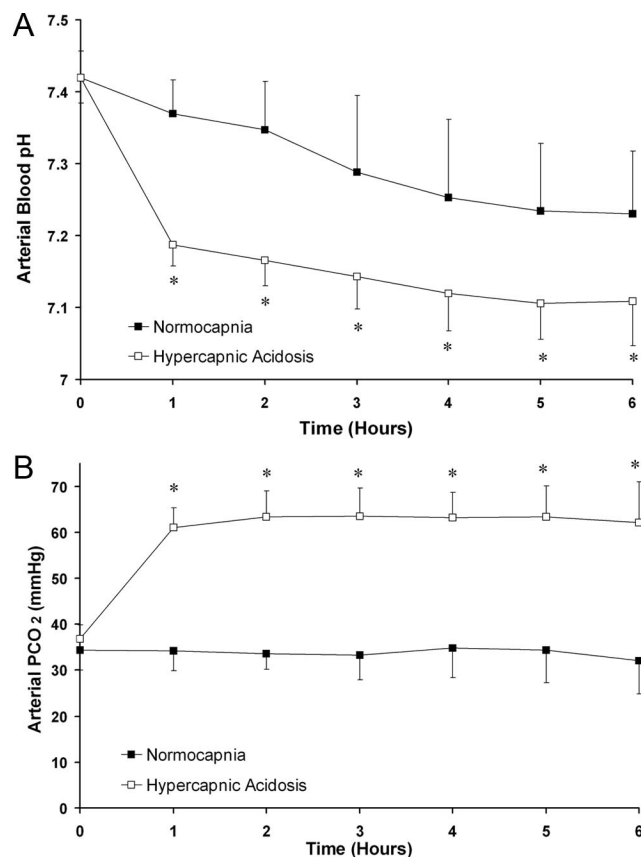 A
7.5
7.4
7.3
7.2
7.1
7
Arterial Blood pH
*
*
*
*
*
*
Normocapnia
Hypercapnic Acidosis
0 1 2 3 4 5 6
Time (Hours)
B
70
60
50
40
30
20
10
0
Arterial PCO2 (mmHg)
*
*
*
*
*
*
Normocapnia
Hypercapnic Acidosis
0 1 2 3 4 5 6
Time (Hours)